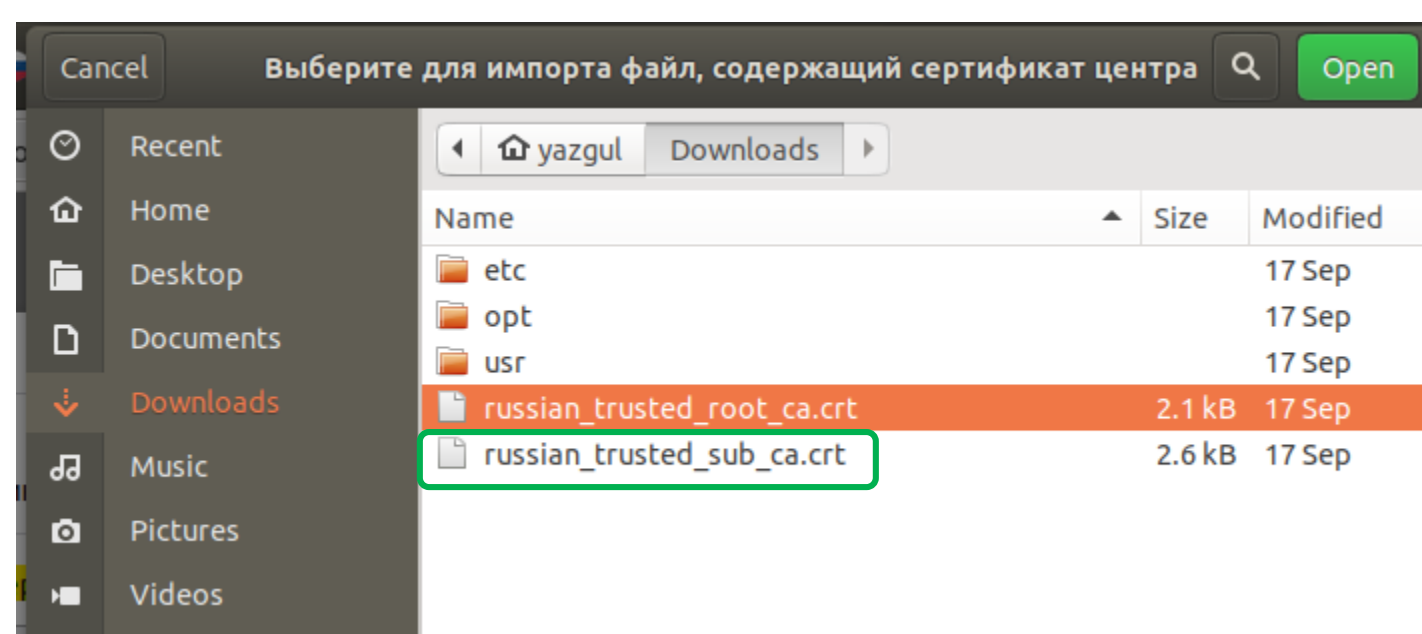 Cancel Выберите для импорта файл, содержащий сертификат центра Open
Recent
Home
Desktop
Documents
Downloads
Music
Pictures
Videos
yazgul Downloads
Name Size Modified
etc 17 Sep
opt 17 Sep
usr 17 Sep
russian_trusted_root_ca.crt 2.1 kB 17 Sep
russian_trusted_sub_ca.crt 2.6 kB 17 Sep